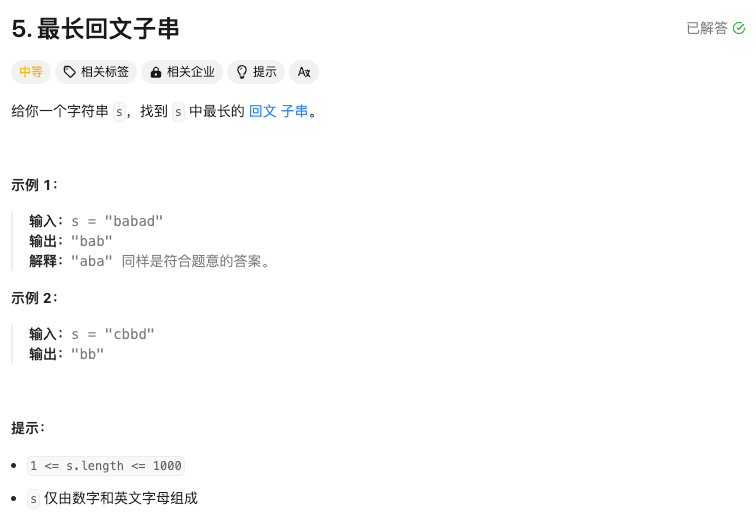 5. 最长回文子串
已解答
中等 相关标签 相关企业 提示 Aあ
给你一个字符串 s，找到 s 中最长的 回文 子串。
示例 1：
输入：s = "babad"
输出："bab"
解释："aba" 同样是符合题意的答案。
示例 2：
输入：s = "cbbd"
输出："bb"
提示：
1 <= s.length <= 1000
s 仅由数字和英文字母组成